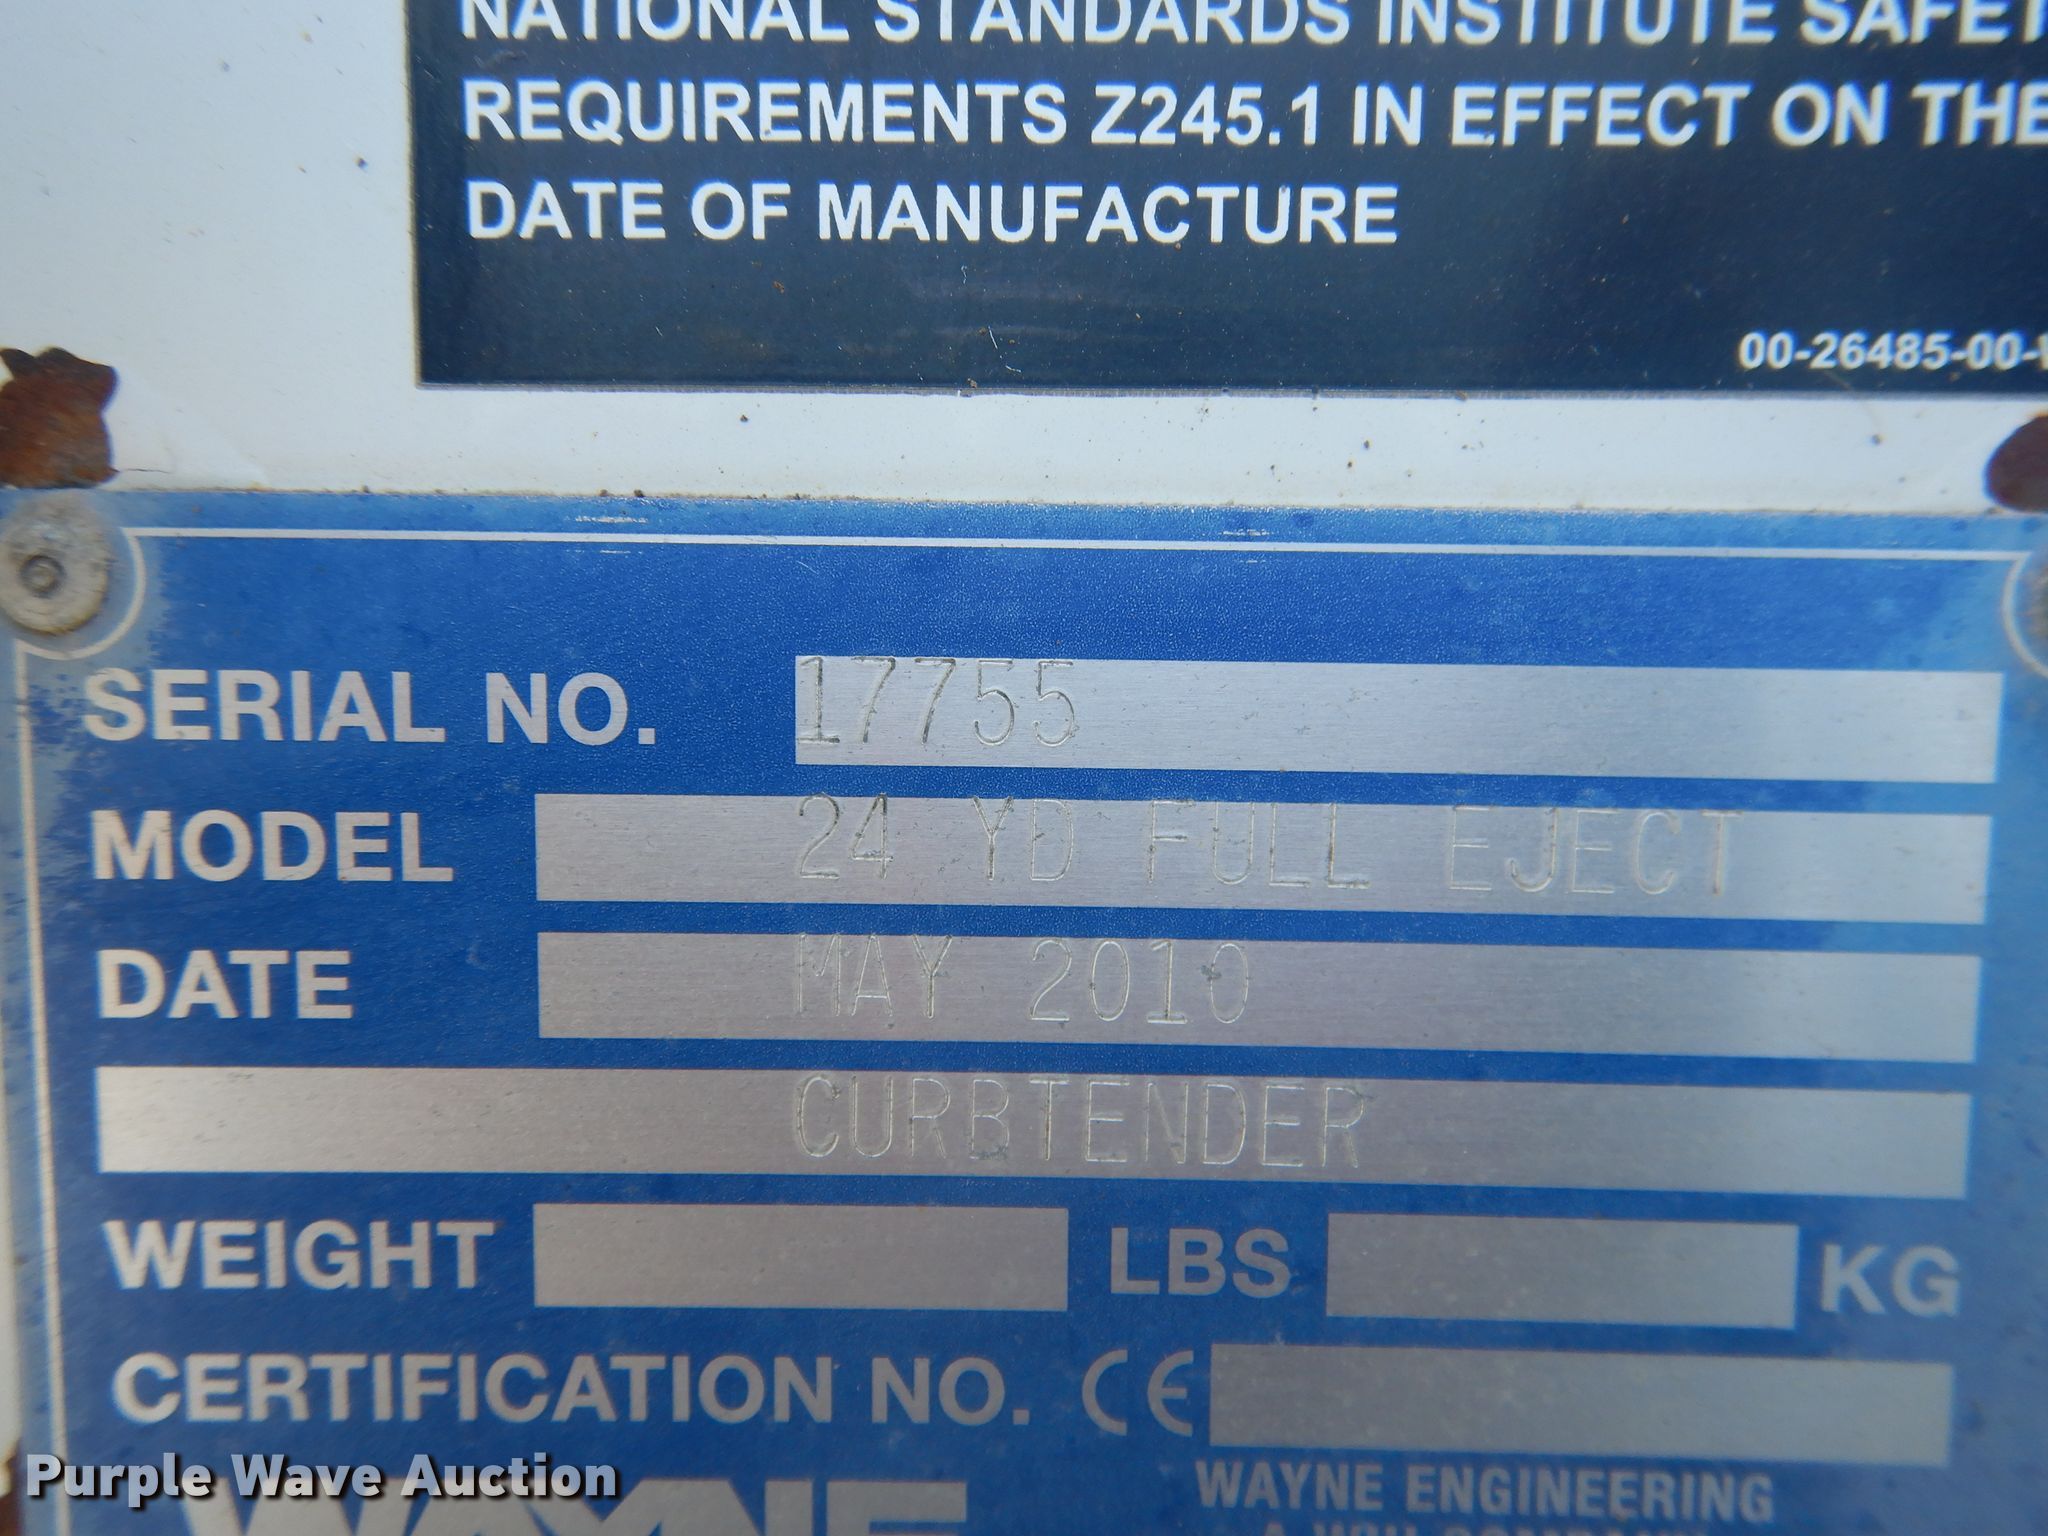 NATIONAL STANDARDS INSTITUTE SAFET
REQUIREMENTS Z245.1 IN EFFECT ON THE
DATE OF MANUFACTURE
00-26485-00-
SERIAL NO. 17755
MODEL 24 YD FULL EJECT
DATE MAY 2010
CURBTENDER
WEIGHT LBS KG
CERTIFICATION NO. CE
WAYNE
WAYNE ENGINEERING
Purple Wave Auction